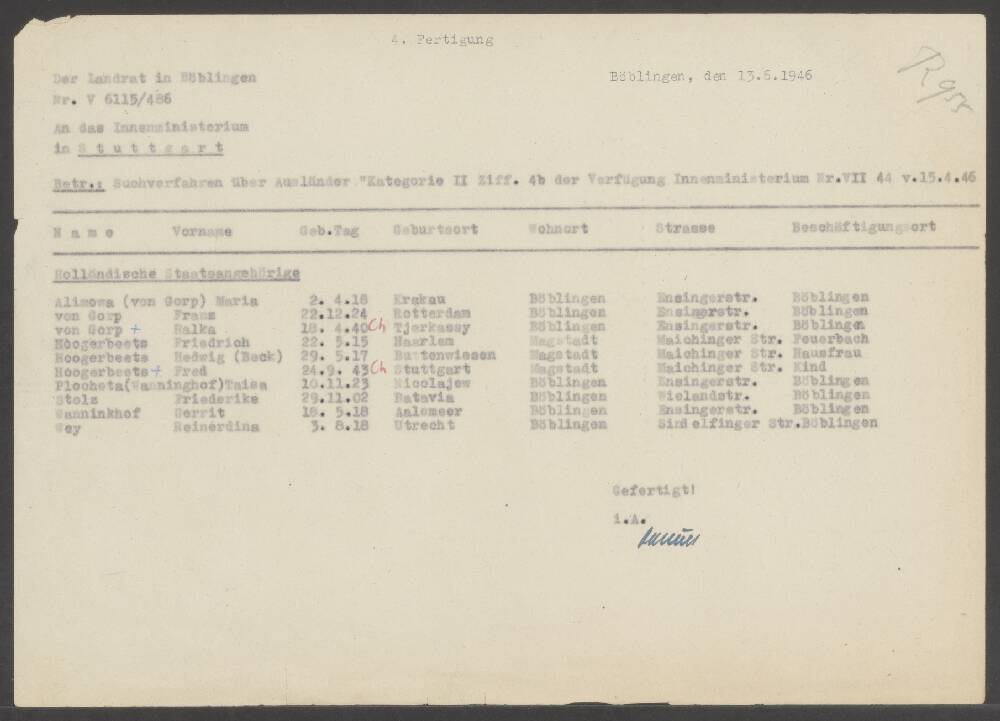 4. Fertigung
Der Landrat in Böblingen
Böblingen, den 13.6.1946
Nr. V 6115/486
An das Innenministerium
in Stuttgart
Betr.: Suchverfahren über Ausländer "Kategorie II Ziff. 4b der Verfügung Innenministerium Nr.VII 44 v.15.4.46
Name Vorname Geb.Tag Geburtsort Wohnort Strasse Beschäftigungsort
Holländische Staatsangehörige
Alimowa (von Gorp) Maria 2. 4.18 Krakau Böblingen Ensingerstr. Böblingen
von Gorp Frans 22.12.24 Rotterdam Böblingen Ensingerstr. Böblingen
von Gorp + Halka 18. 4.40 Ch Tjerkassy Böblingen Ensingerstr. Böblingen
Hoogerbeets Friedrich 22. 5.15 Haarlem Magstadt Maichinger Str. Feuerbach
Hoogerbeets Hedwig (Beck) 29. 5.17 Buttenwiesen Magstadt Maichinger Str. Hausfrau
Hoogerbeets + Fred 24.9. 43 Ch Stuttgart Magstadt Maichinger Str. Kind
Plocheta(Wanninghof)Taisa 10.11.23 Nicolajew Böblingen Ensingerstr. Böblingen
Stolz Friederike 29.11.02 Batavia Böblingen Wielandstr. Böblingen
Wanninkhof Gerrit 18. 5.18 Aalsmeer Böblingen Ensingerstr. Böblingen
Wey Reinerdina 3. 8.18 Utrecht Böblingen Sindelfinger Str.Böblingen
Gefertigt!
i.A.